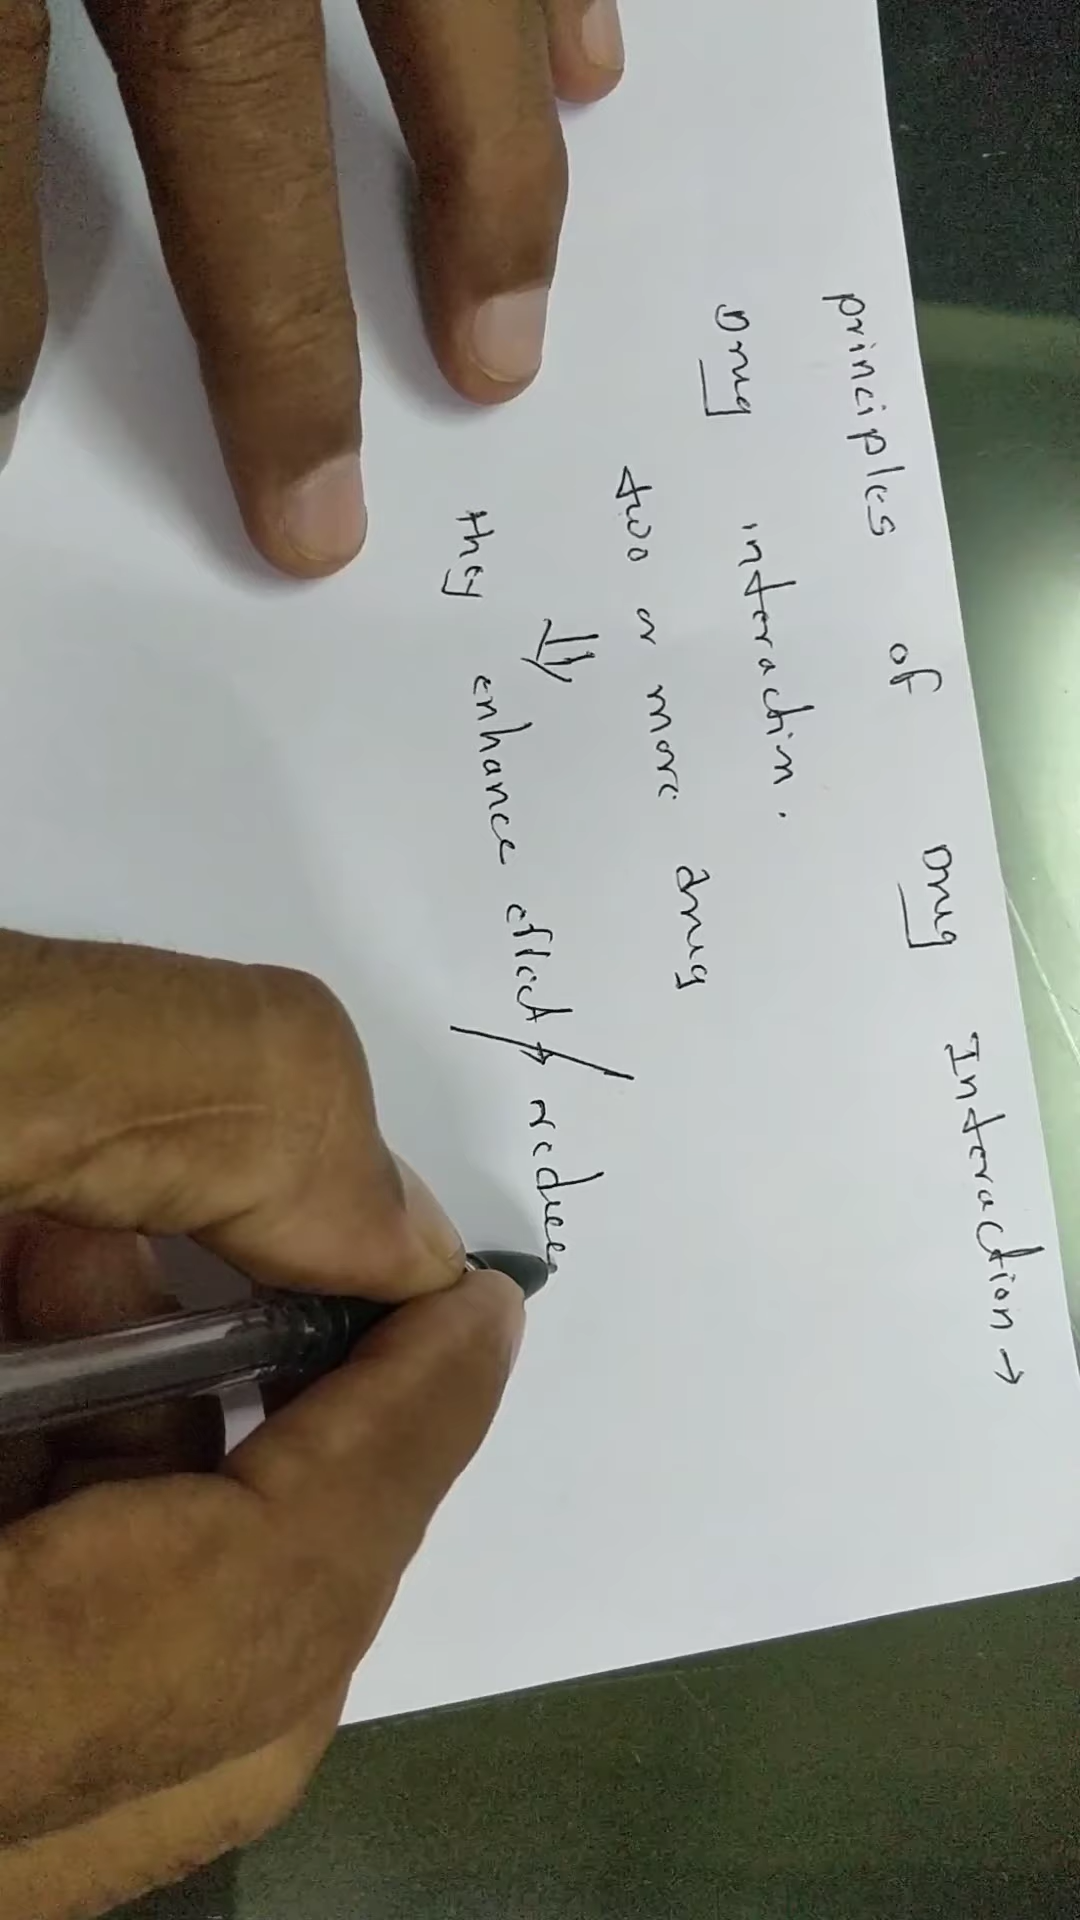 principles of Drug Interaction →
Drug interaction.
two or more drug
⇓
they enhance effect / reduce